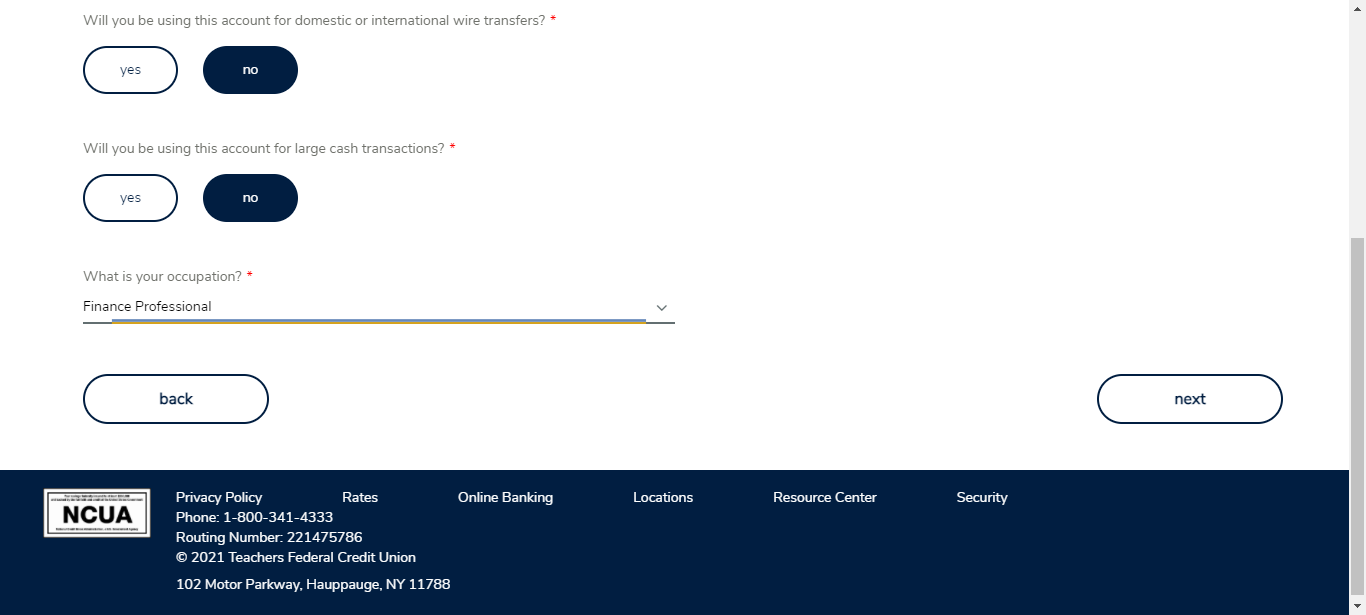 Will you be using this account for domestic or international wire transfers? *
yes no
Will you be using this account for large cash transactions? *
yes no
What is your occupation? *
Finance Professional
back next
Privacy Policy Rates Online Banking Locations Resource Center Security
NCUA
Phone: 1-800-341-4333
Routing Number: 221475786
© 2021 Teachers Federal Credit Union
102 Motor Parkway, Hauppauge, NY 11788